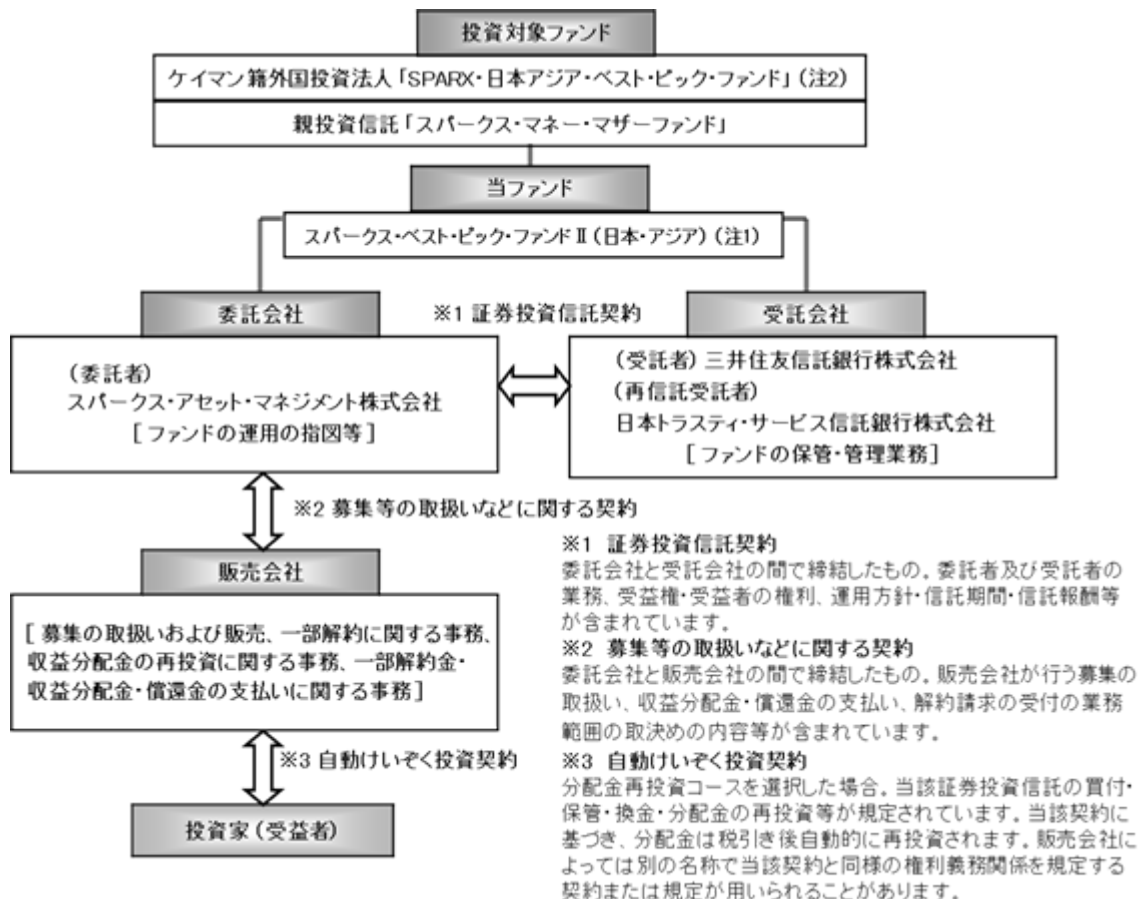 投資対象ファンド
ケイマン籍外国投資法人「SPARX・日本アジア・ベスト・ピック・ファンド」(注2)
親投資信託「スパークス・マネー・マザーファンド」
当ファンド
スパークス・ベスト・ピック・ファンドⅡ(日本・アジア)(注1)
委託会社
※1 証券投資信託契約
受託会社
(委託者)
スパークス・アセット・マネジメント株式会社
[ファンドの運用の指図等]
(受託者) 三井住友信託銀行株式会社
(再信託受託者)
日本トラスティ・サービス信託銀行株式会社
[ファンドの保管・管理業務]
※2 募集等の取扱いなどに関する契約
販売会社
[募集の取扱いおよび販売、一部解約に関する事務、
収益分配金の再投資に関する事務、一部解約金・
収益分配金・償還金の支払いに関する事務]
※3 自動けいぞく投資契約
投資家(受益者)
※1 証券投資信託契約
委託会社と受託会社の間で締結したもの。委託者及び受託者の
業務、受益権・受益者の権利、運用方針・信託期間・信託報酬等
が含まれています。
※2 募集等の取扱いなどに関する契約
委託会社と販売会社の間で締結したもの。販売会社が行う募集の
取扱い、収益分配金・償還金の支払い、解約請求の受付の業務
範囲の取決めの内容等が含まれています。
※3 自動けいぞく投資契約
分配金再投資コースを選択した場合。当該証券投資信託の買付・
保管・換金・分配金の再投資等が規定されています。当該契約に
基づき、分配金は税引き後自動的に再投資されます。販売会社に
よっては別の名称で当該契約と同様の権利義務関係を規定する
契約または規定が用いられることがあります。